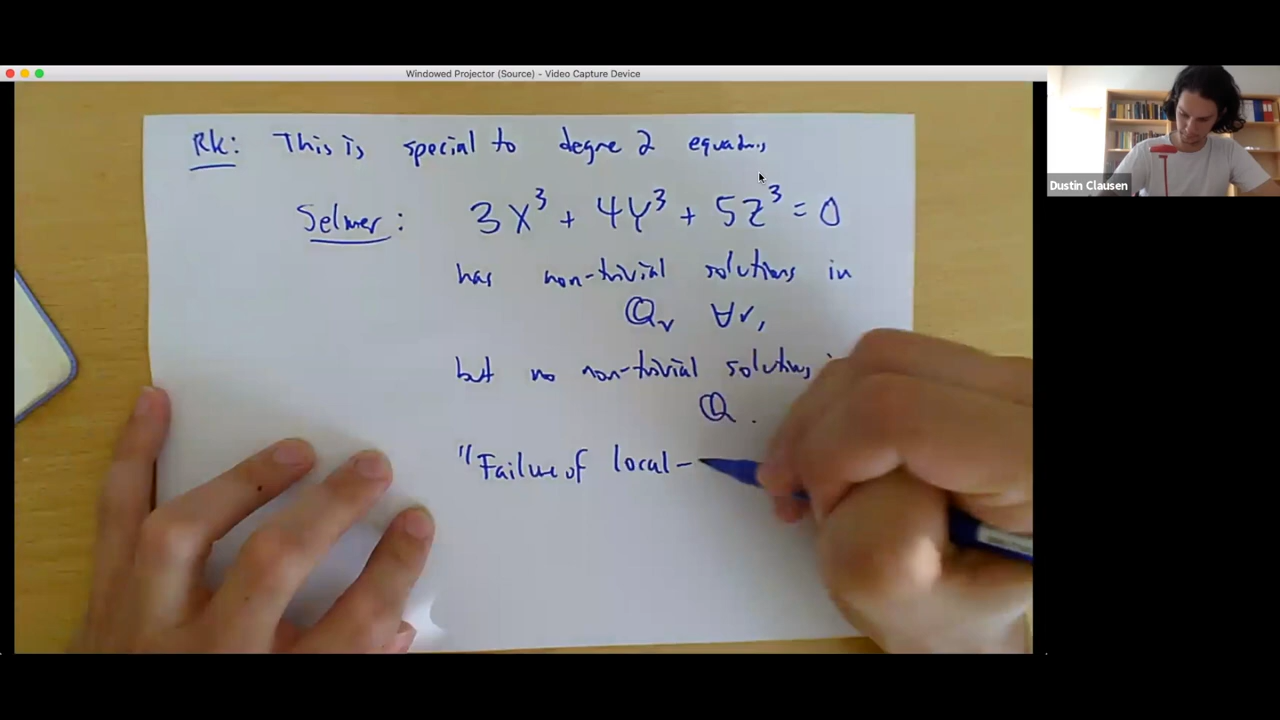 Windowed Projector (Source) - Video Capture Device
Dustin Clausen
Rk: This is special to degre 2 equations
Selmer: 3X³ + 4Y³ + 5Z³ = 0
has non-trivial solutions in
ℚᵥ ∀v,
but no non-trivial solutions
ℚ.
"Failure of local-